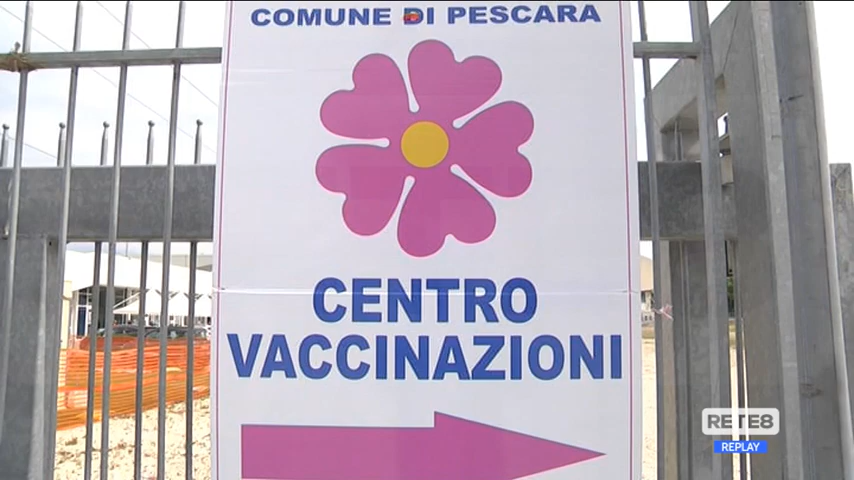 COMUNE DI PESCARA
CENTRO
VACCINAZIONI
RETE8
REPLAY